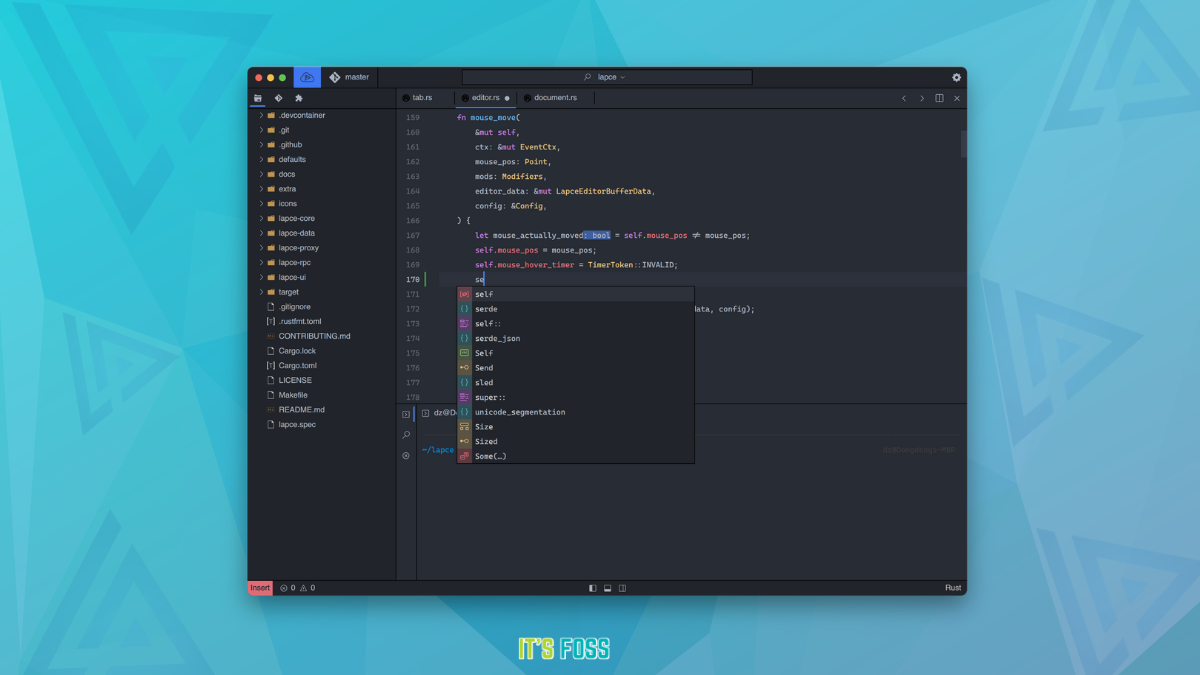 master
lapce
tab.rs
editor.rs
document.rs
.devcontainer
.git
.github
defaults
docs
extra
icons
lapce-core
lapce-data
lapce-proxy
lapce-rpc
lapce-ui
target
.gitignore
.rustfmt.toml
CONTRIBUTING.md
Cargo.lock
Cargo.toml
LICENSE
Makefile
README.md
lapce.spec
159 fn mouse_move(
160 &mut self,
161 ctx: &mut EventCtx,
162 mouse_pos: Point,
163 mods: Modifiers,
164 editor_data: &mut LapceEditorBufferData,
165 config: &Config,
166 ) {
167 let mouse_actually_moved: bool = self.mouse_pos ≠ mouse_pos;
168 self.mouse_pos = mouse_pos;
169 self.mouse_hover_timer = TimerToken::INVALID;
170 se
171
172 data, config);
173
174
175
176
177
178
self
serde
self::
serde_json
Self
Send
sled
super::
unicode_segmentation
Size
Sized
Some(…)
~/lapce
Insert 0 0
Rust
IT'S FOSS